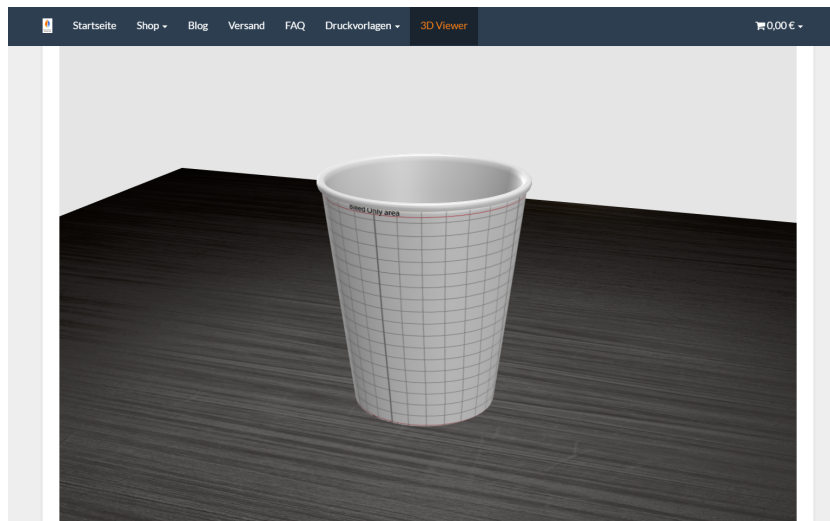 Startseite Shop Blog Versand FAQ Druckvorlagen 3D Viewer 0,00 €
Bleed Only area